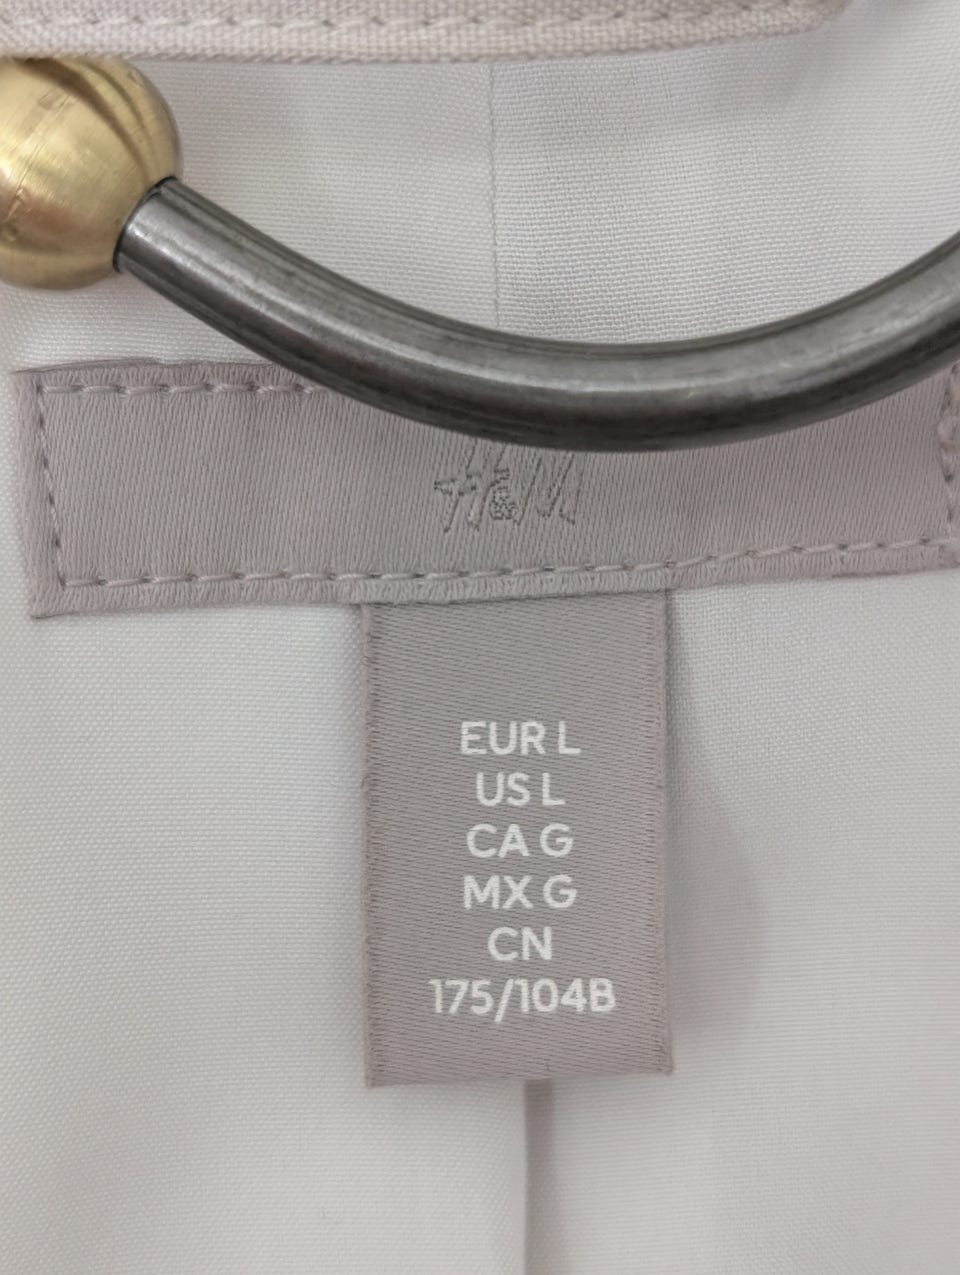 H&M
EUR L
US L
CA G
MX G
CN
175/104B